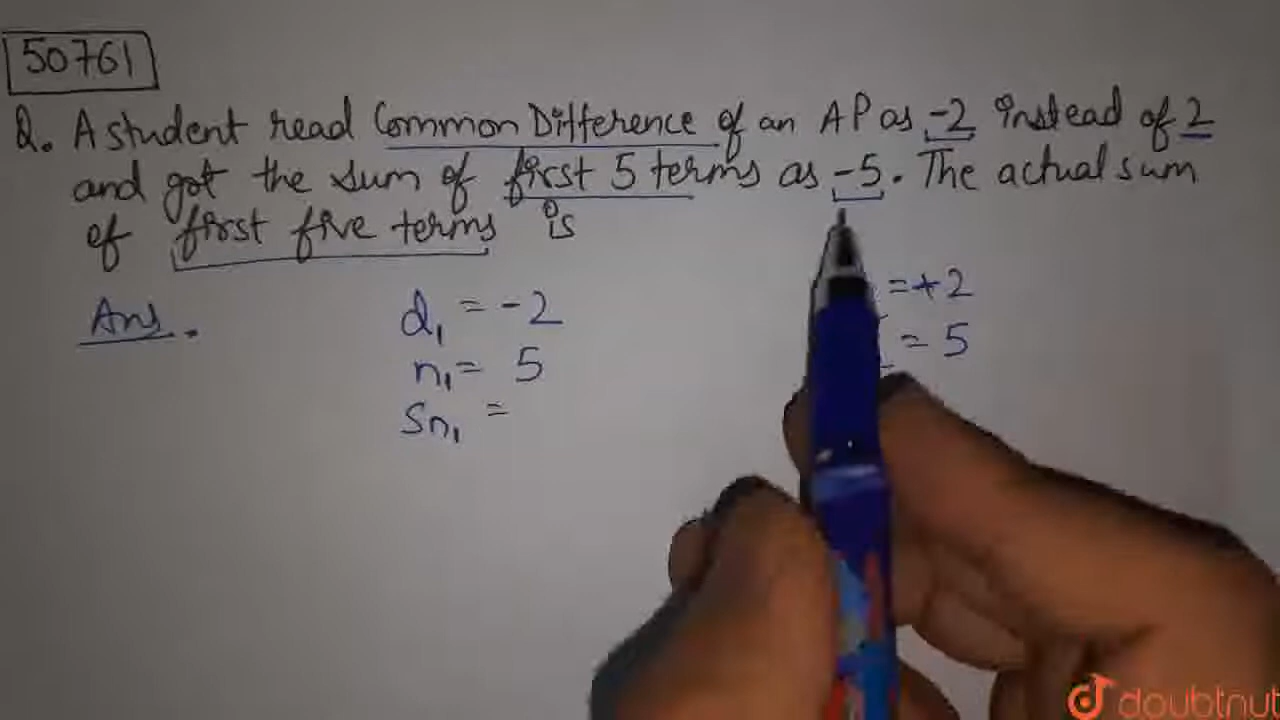 50761
Q. A student read Common Difference of an AP as -2 instead of 2
and got the sum of first 5 terms as -5. The actual sum
of first five terms is
Ans.
d₁ = -2
n₁ = 5
Sn₁ =
= +2
= 5
doubtnut